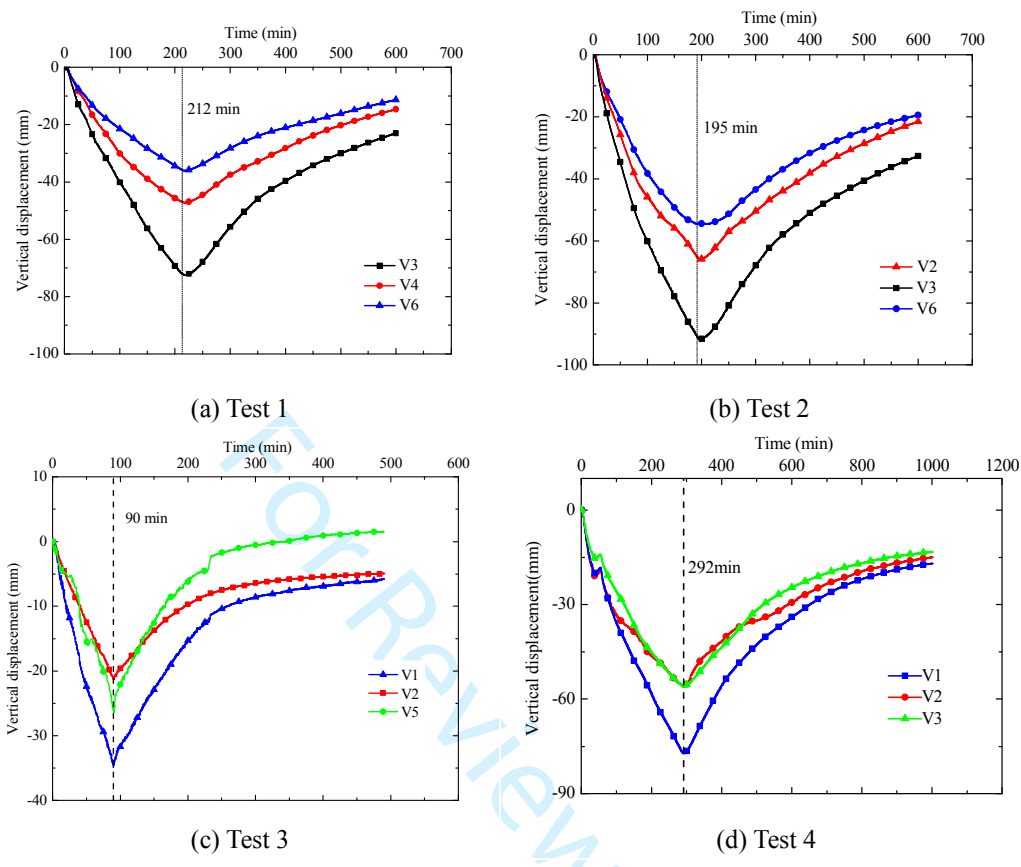 Time (min)
0 100 200 300 400 500 600 700
0
-20
-40
-60
-80
-100
Vertical displacement (mm)
212 min
V3
V4
V6
(a) Test 1
Time (min)
0 100 200 300 400 500 600 700
0
-20
-40
-60
-80
-100
Vertical displacement (mm)
195 min
V2
V3
V6
(b) Test 2
Time (min)
0 100 200 300 400 500 600
10
0
-10
-20
-30
-40
Vertical displacement (mm)
90 min
V1
V2
V5
(c) Test 3
Time (min)
0 200 400 600 800 1000 1200
0
-30
-60
-90
Vertical displacement(mm)
292min
V1
V2
V3
(d) Test 4
For Review